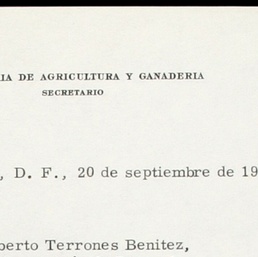 IA DE AGRICULTURA Y GANADERIA
SECRETARIO
, D. F., 20 de septiembre de 19
berto Terrones Benitez,